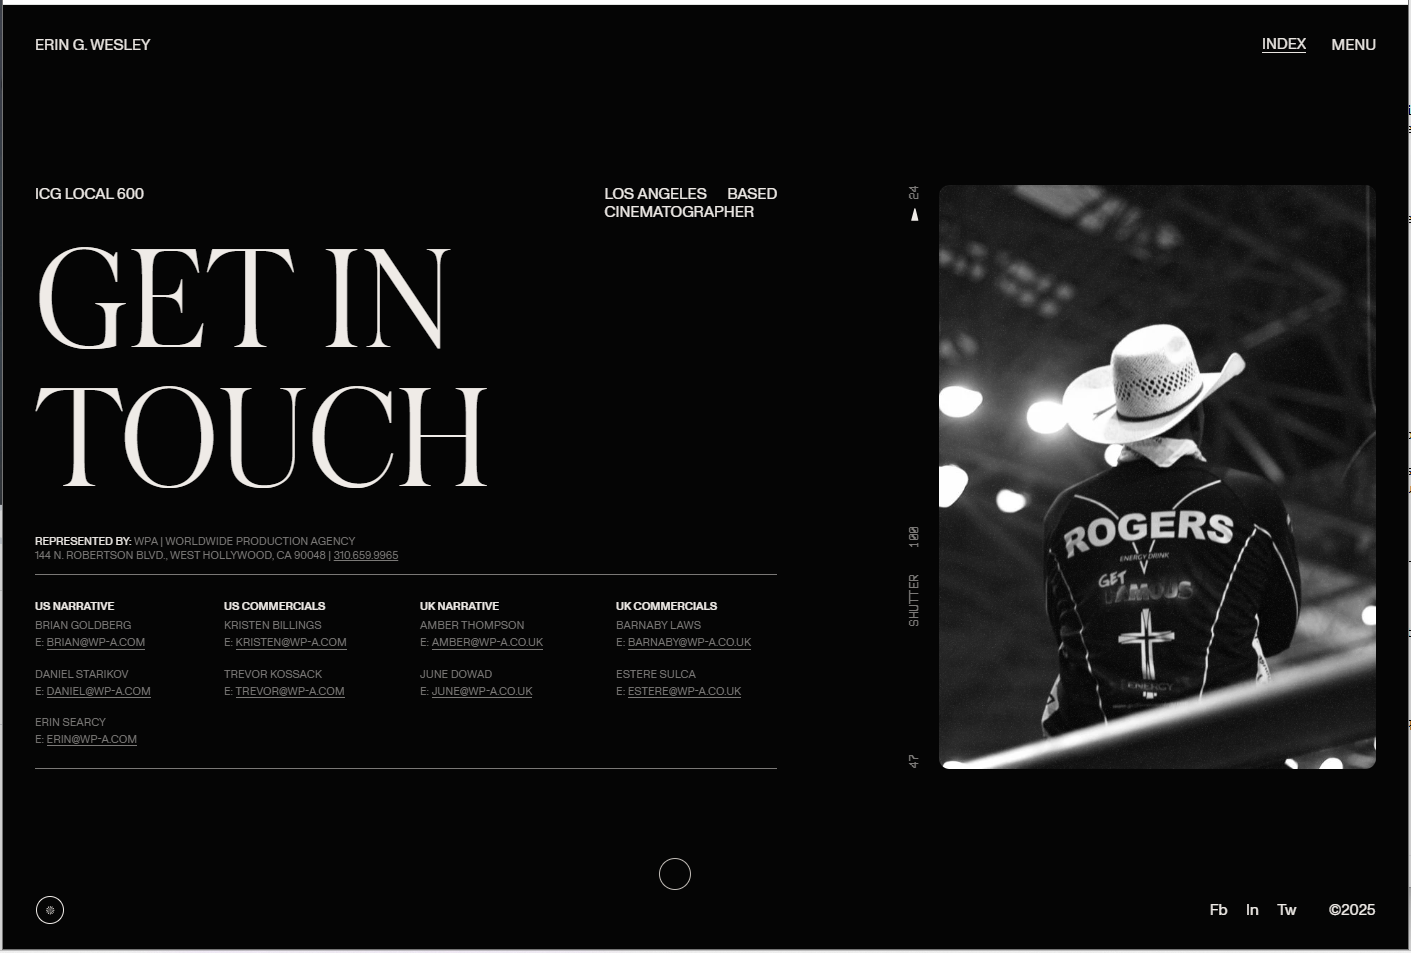 ERIN G. WESLEY
INDEX MENU
ICG LOCAL 600
LOS ANGELES BASED
CINEMATOGRAPHER
24
GET IN
TOUCH
REPRESENTED BY: WPA | WORLDWIDE PRODUCTION AGENCY
144 N. ROBERTSON BLVD., WEST HOLLYWOOD, CA 90048 | 310.659.9965
US NARRATIVE
BRIAN GOLDBERG
E: BRIAN@WP-A.COM
DANIEL STARIKOV
E: DANIEL@WP-A.COM
ERIN SEARCY
E: ERIN@WP-A.COM
US COMMERCIALS
KRISTEN BILLINGS
E: KRISTEN@WP-A.COM
TREVOR KOSSACK
E: TREVOR@WP-A.COM
UK NARRATIVE
AMBER THOMPSON
E: AMBER@WP-A.CO.UK
JUNE DOWAD
E: JUNE@WP-A.CO.UK
UK COMMERCIALS
BARNABY LAWS
E: BARNABY@WP-A.CO.UK
ESTERE SULCA
E: ESTERE@WP-A.CO.UK
SHUTTER 100
47
ROGERS
ENERGY DRINK
GET
FAMOUS
ENERGY
Fb In Tw ©2025